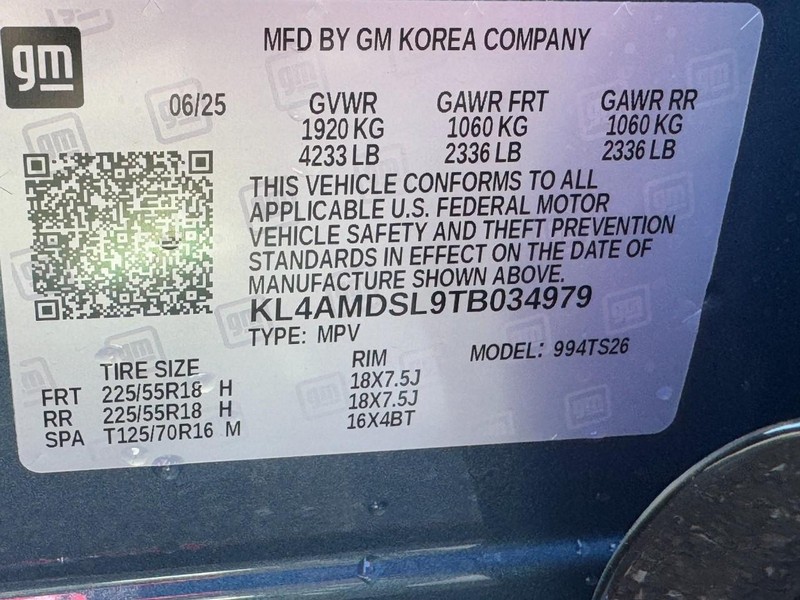 gm
MFD BY GM KOREA COMPANY
06/25 GVWR GAWR FRT GAWR RR
1920 KG 1060 KG 1060 KG
4233 LB 2336 LB 2336 LB
THIS VEHICLE CONFORMS TO ALL
APPLICABLE U.S. FEDERAL MOTOR
VEHICLE SAFETY AND THEFT PREVENTION
STANDARDS IN EFFECT ON THE DATE OF
MANUFACTURE SHOWN ABOVE.
KL4AMDSL9TB034979
TYPE: MPV
MODEL: 994TS26
TIRE SIZE RIM
FRT 225/55R18 H 18X7.5J
RR 225/55R18 H 18X7.5J
SPA T125/70R16 M 16X4BT